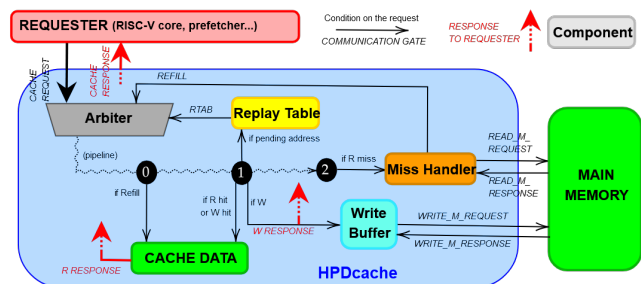 REQUESTER (RISC-V core, prefetcher...)
Condition on the request
COMMUNICATION GATE
RESPONSE
TO REQUESTER
Component
CACHE
REQUEST
CACHE
RESPONSE
REFILL
Arbiter
RTAB
Replay Table
if pending address
(pipeline)
0
1
2
if R miss
Miss Handler
READ_M_
REQUEST
READ_M_
RESPONSE
MAIN
MEMORY
if Refill
if R hit
or W hit
if W
W RESPONSE
Write
Buffer
WRITE_M_REQUEST
WRITE_M_RESPONSE
R RESPONSE
CACHE DATA
HPDcache